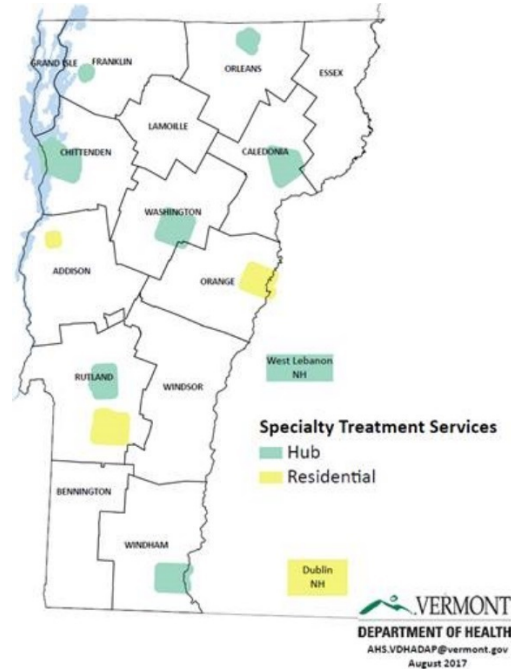 GRAND ISLE
FRANKLIN
ORLEANS
ESSEX
LAMOILLE
CHITTENDEN
CALEDONIA
WASHINGTON
ADDISON
ORANGE
West Lebanon
NH
RUTLAND
WINDSOR
Specialty Treatment Services
Hub
Residential
BENNINGTON
WINDHAM
Dublin
NH
VERMONT
DEPARTMENT OF HEALTH
AHS.VDHADAP@vermont.gov
August 2017